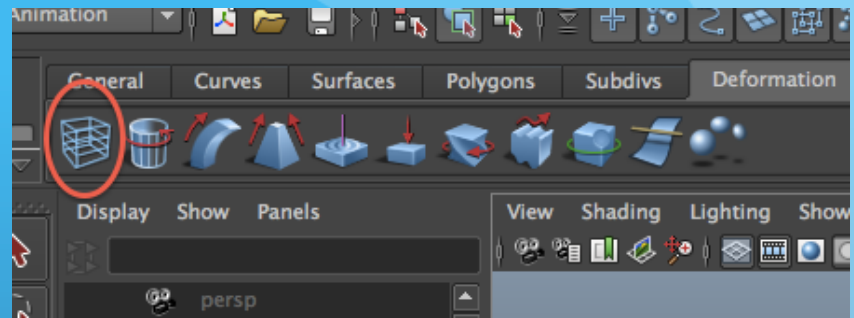 Animation
General Curves Surfaces Polygons Subdivs Deformation
Display Show Panels View Shading Lighting Show
persp